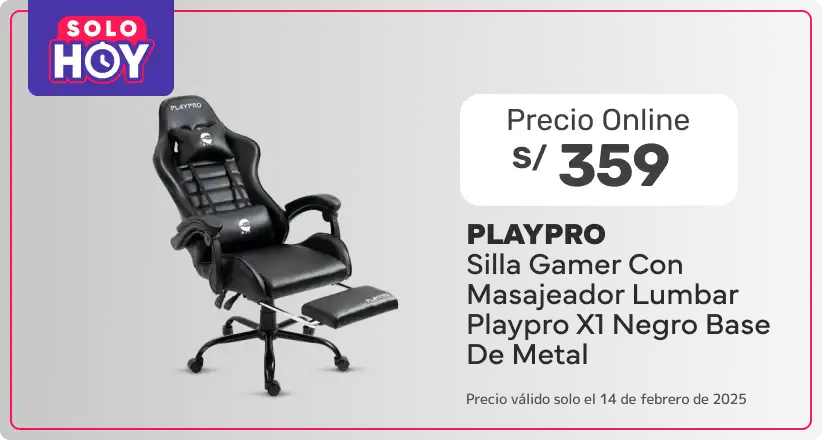 SOLO
HOY
PLAYPRO
PLAYPRO
Precio Online
S/ 359
PLAYPRO
Silla Gamer Con
Masajeador Lumbar
Playpro X1 Negro Base
De Metal
Precio válido solo el 14 de febrero de 2025